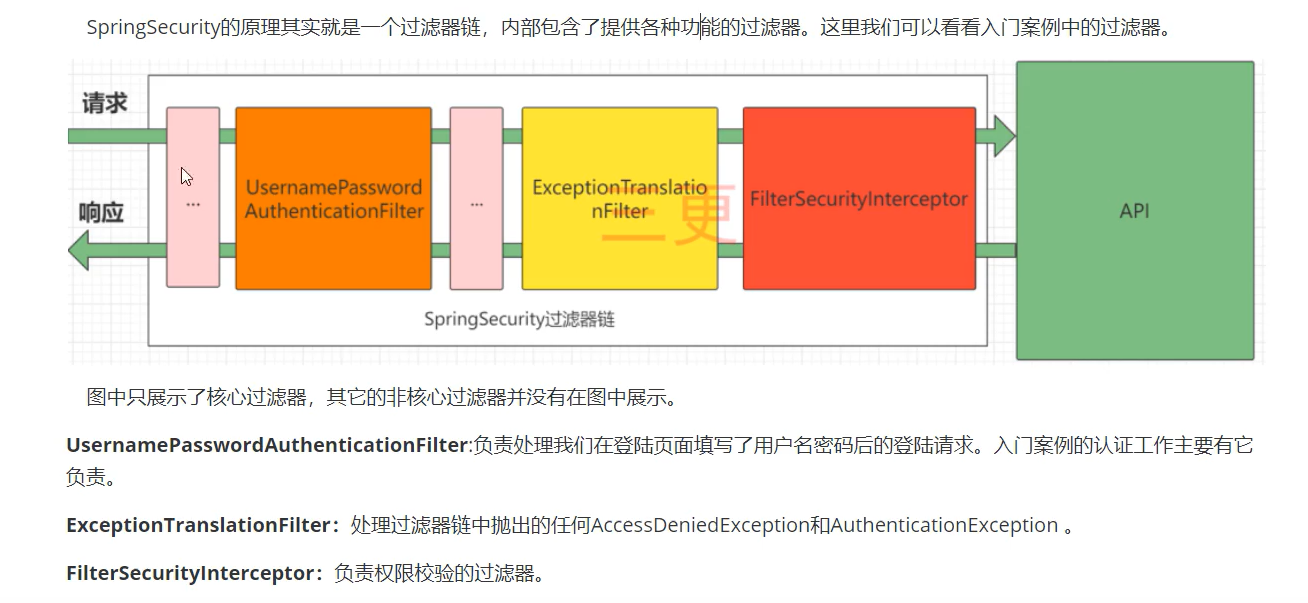 SpringSecurity的原理其实就是一个过滤器链，内部包含了提供各种功能的过滤器。这里我们可以看看入门案例中的过滤器。
请求
响应
...
UsernamePassword
AuthenticationFilter
...
ExceptionTranslatio
nFilter
三更
FilterSecurityInterceptor
API
SpringSecurity过滤器链
图中只展示了核心过滤器，其它的非核心过滤器并没有在图中展示。
UsernamePasswordAuthenticationFilter:负责处理我们在登陆页面填写了用户名密码后的登陆请求。入门案例的认证工作主要有它
负责。
ExceptionTranslationFilter：处理过滤器链中抛出的任何AccessDeniedException和AuthenticationException 。
FilterSecurityInterceptor：负责权限校验的过滤器。